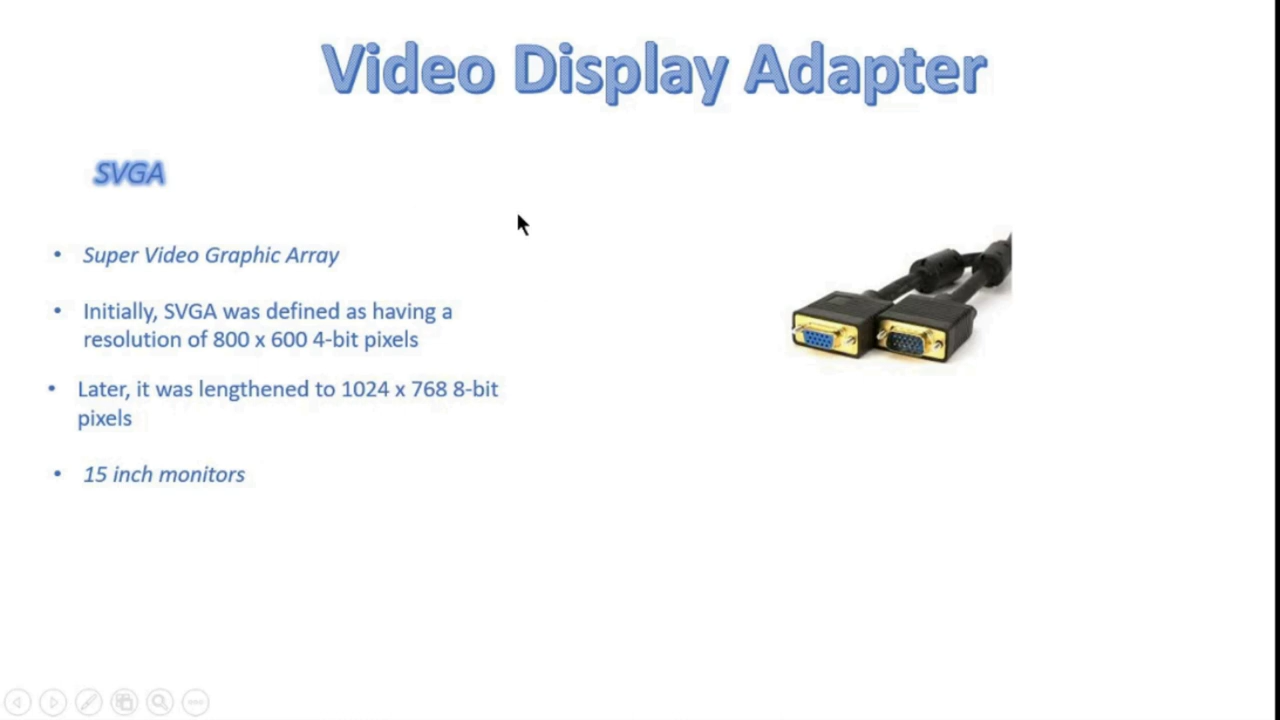 Video Display Adapter
SVGA
• Super Video Graphic Array
• Initially, SVGA was defined as having a
resolution of 800 x 600 4-bit pixels
• Later, it was lengthened to 1024 x 768 8-bit
pixels
• 15 inch monitors